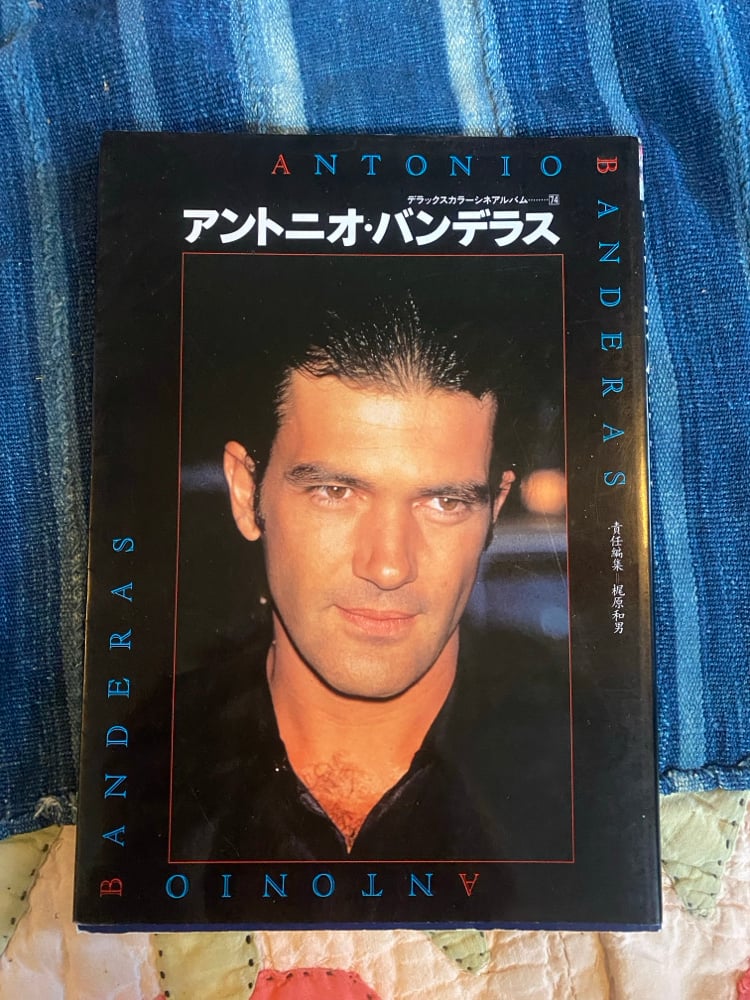 ANTONIO
BANDERAS
デラックスカラーシネアルバム………74
アントニオ・バンデラス
責任編集=梶原和男
BANDERAS
ANTONIO